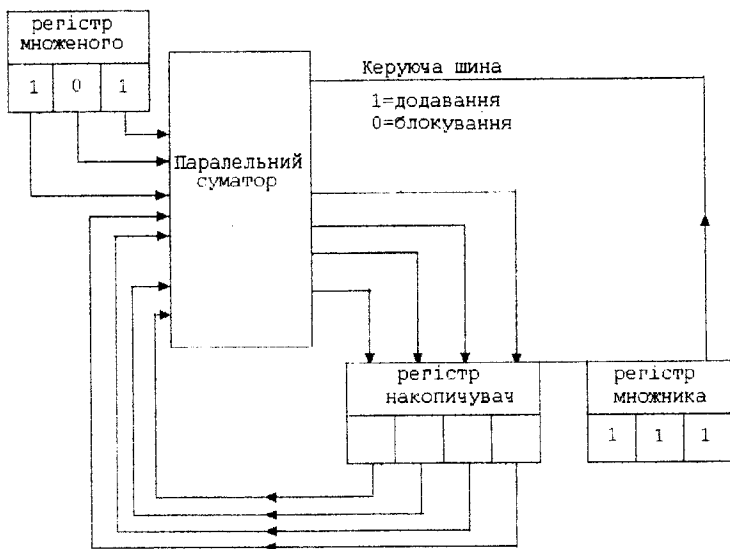 регістр
множеного
1 0 1
Паралельний
суматор
Керуюча шина
1=додавання
0=блокування
регістр
накопичувач
регістр
множника
1 1 1